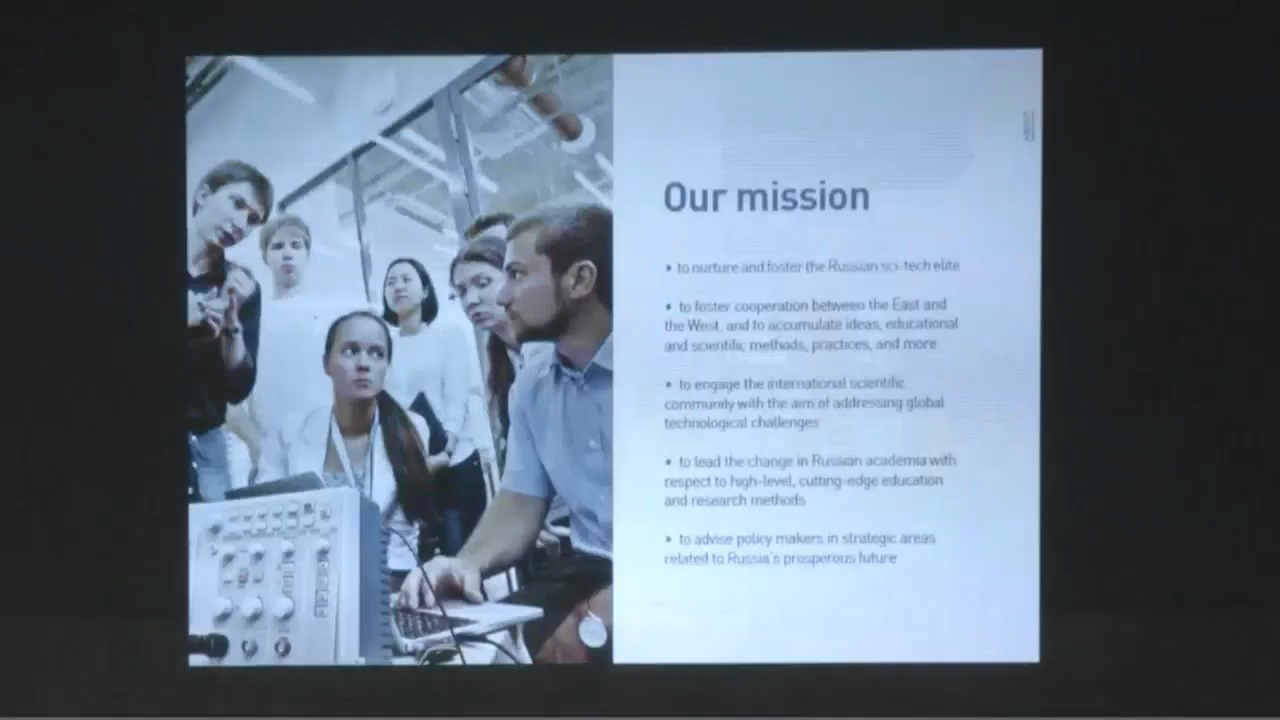 Our mission
• to nurture and foster the Russian sci-tech elite
• to foster cooperation between the East and
the West, and to accumulate ideas, educational
and scientific methods, practices, and more
• to engage the international scientific
community with the aim of addressing global
technological challenges
• to lead the change in Russian academia with
respect to high-level, cutting-edge education
and research methods
• to advise policy makers in strategic areas
related to Russia's prosperous future